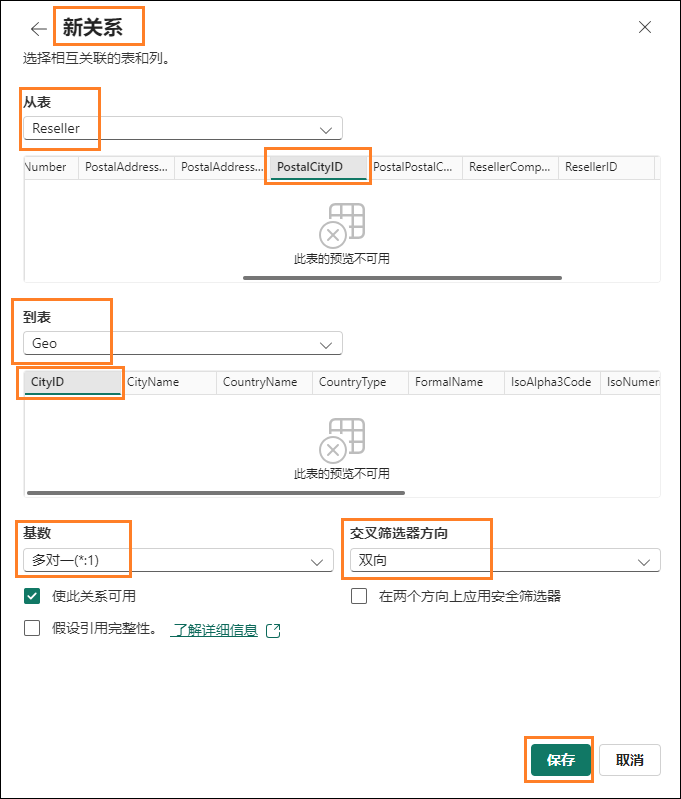 新关系
选择相互关联的表和列。
从表
Reseller
Number PostalAddress... PostalAddress... PostalCityID PostalPostalC... ResellerComp... ResellerID
此表的预览不可用
到表
Geo
CityID CityName CountryName CountryType FormalName IsoAlpha3Code IsoNumeri
此表的预览不可用
基数 交叉筛选器方向
多对一(*:1) 双向
使此关系可用 在两个方向上应用安全筛选器
假设引用完整性。 了解详细信息
保存 取消